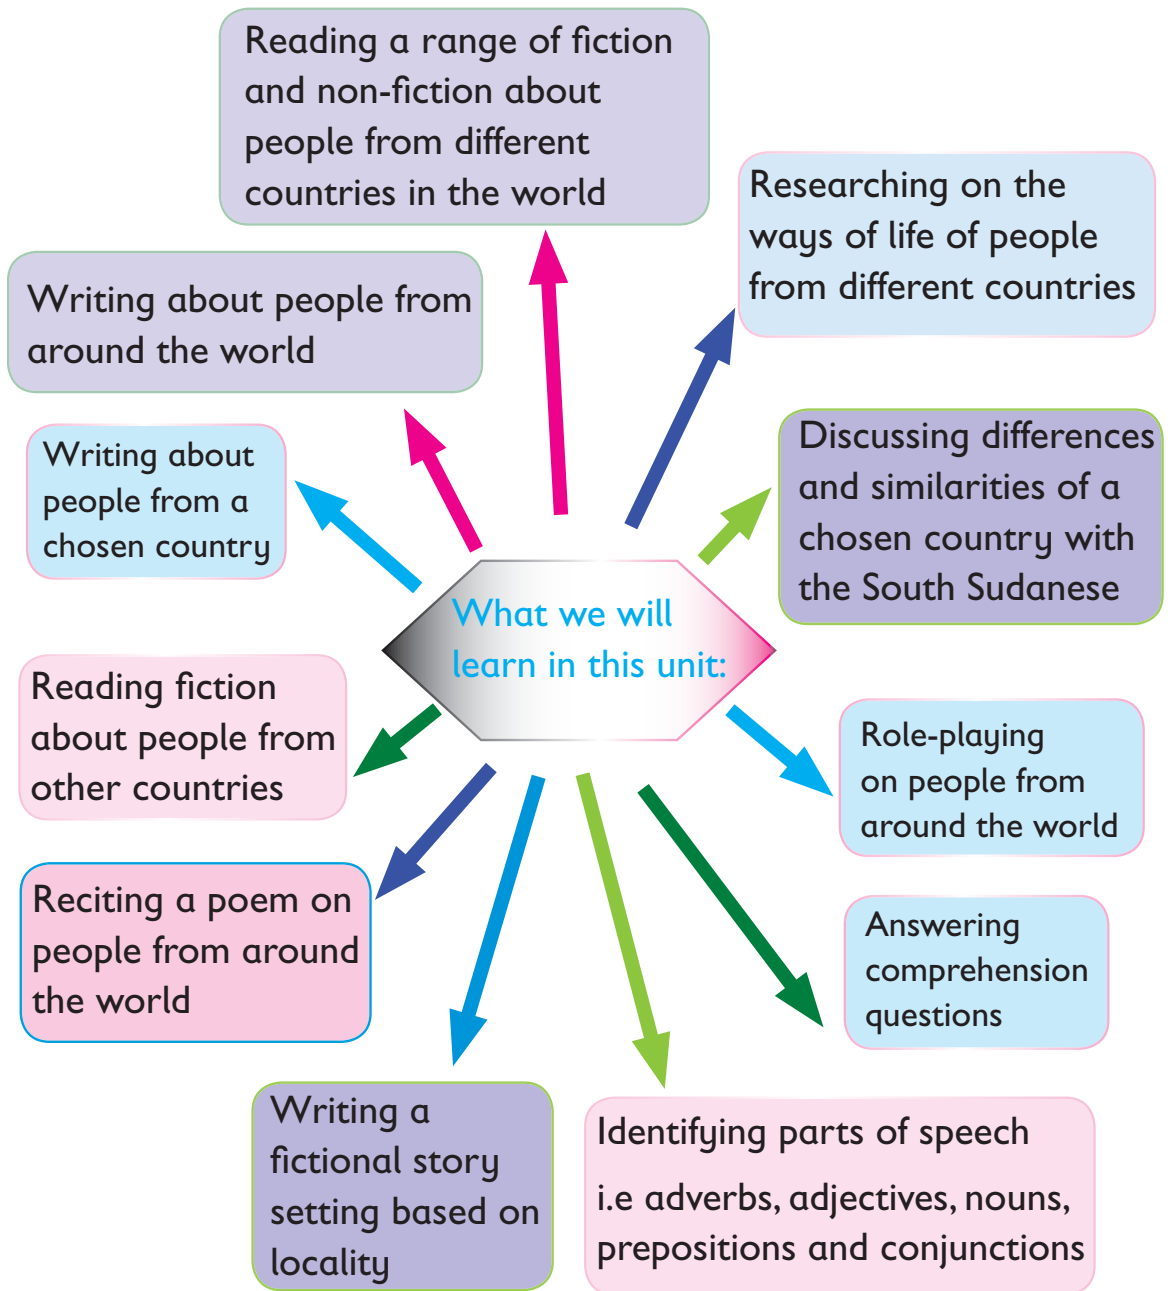 Reading a range of fiction
and non-fiction about
people from different
countries in the world
Researching on the
ways of life of people
from different countries
Writing about people from
around the world
Discussing differences
and similarities of a
chosen country with
the South Sudanese
Writing about
people from a
chosen country
What we will
learn in this unit:
Reading fiction
about people from
other countries
Role-playing
on people from
around the world
Reciting a poem on
people from around
the world
Answering
comprehension
questions
Writing a
fictional story
setting based on
locality
Identifying parts of speech
i.e adverbs, adjectives, nouns,
prepositions and conjunctions